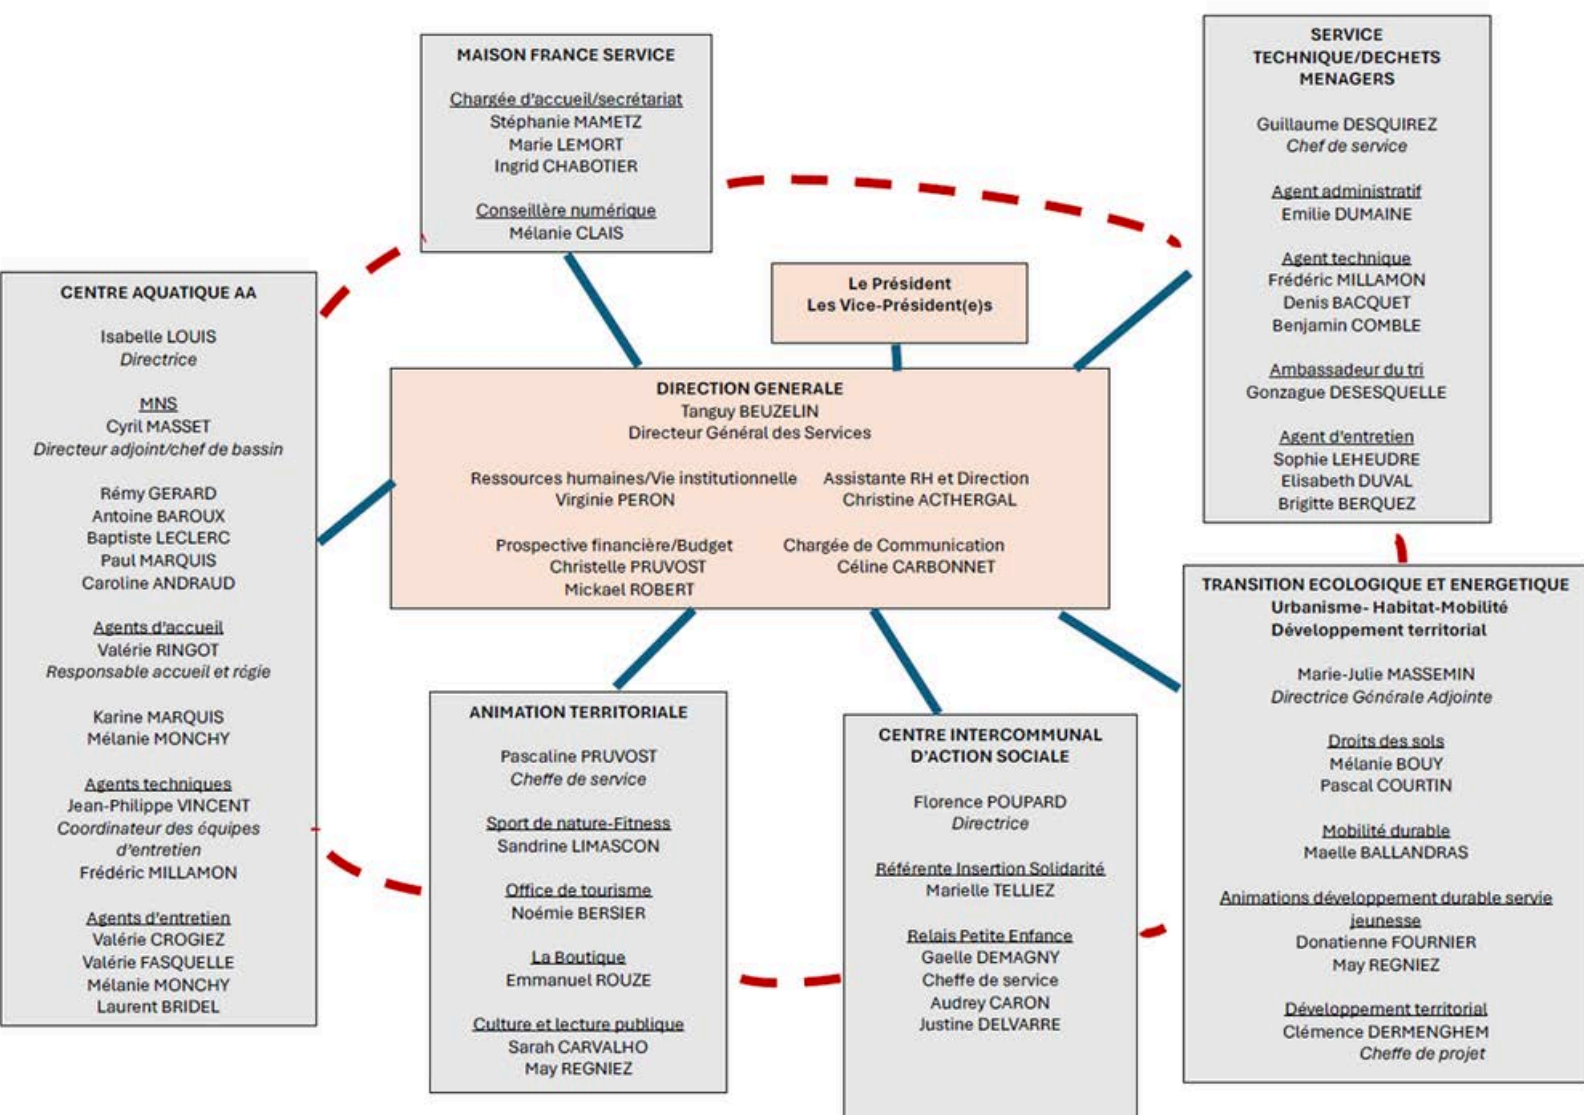 MAISON FRANCE SERVICE
Chargée d'accueil/secrétariat
Stéphanie MAMETZ
Marie LEMORT
Ingrid CHABOTIER
Conseillère numérique
Mélanie CLAIS
SERVICE
TECHNIQUE/DECHETS
MENAGERS
Guillaume DESQUIREZ
Chef de service
Agent administratif
Emilie DUMAINE
Agent technique
Frédéric MILLAMON
Denis BACQUET
Benjamin COMBLE
Ambassadeur du tri
Gonzague DESESQUELLE
Agent d'entretien
Sophie LEHEUDRE
Elisabeth DUVAL
Brigitte BERQUEZ
Le Président
Les Vice-Président(e)s
CENTRE AQUATIQUE AA
Isabelle LOUIS
Directrice
MNS
Cyril MASSET
Directeur adjoint/chef de bassin
Rémy GERARD
Antoine BAROUX
Baptiste LECLERC
Paul MARQUIS
Caroline ANDRAUD
Agents d'accueil
Valérie RINGOT
Responsable accueil et régie
Karine MARQUIS
Mélanie MONCHY
Agents techniques
Jean-Philippe VINCENT
Coordinateur des équipes
d'entretien
Frédéric MILLAMON
Agents d'entretien
Valérie CROGIEZ
Valérie FASQUELLE
Mélanie MONCHY
Laurent BRIDEL
DIRECTION GENERALE
Tanguy BEUZELIN
Directeur Général des Services
Ressources humaines/Vie institutionnelle
Virginie PERON
Assistante RH et Direction
Christine ACTHERGAL
Prospective financière/Budget
Christelle PRUVOST
Mickael ROBERT
Chargée de Communication
Céline CARBONNET
ANIMATION TERRITORIALE
Pascaline PRUVOST
Cheffe de service
Sport de nature-Fitness
Sandrine LIMASCON
Office de tourisme
Noémie BERSIER
La Boutique
Emmanuel ROUZE
Culture et lecture publique
Sarah CARVALHO
May REGNIEZ
CENTRE INTERCOMMUNAL
D'ACTION SOCIALE
Florence POUPARD
Directrice
Référente Insertion Solidarité
Marielle TELLIEZ
Relais Petite Enfance
Gaelle DEMAGNY
Cheffe de service
Audrey CARON
Justine DELVARRE
TRANSITION ECOLOGIQUE ET ENERGETIQUE
Urbanisme- Habitat-Mobilité
Développement territorial
Marie-Julie MASSEMIN
Directrice Générale Adjointe
Droits des sols
Mélanie BOUY
Pascal COURTIN
Mobilité durable
Maelle BALLANDRAS
Animations développement durable servie
jeunesse
Donatienne FOURNIER
May REGNIEZ
Développement territorial
Clémence DERMENGHEM
Cheffe de projet